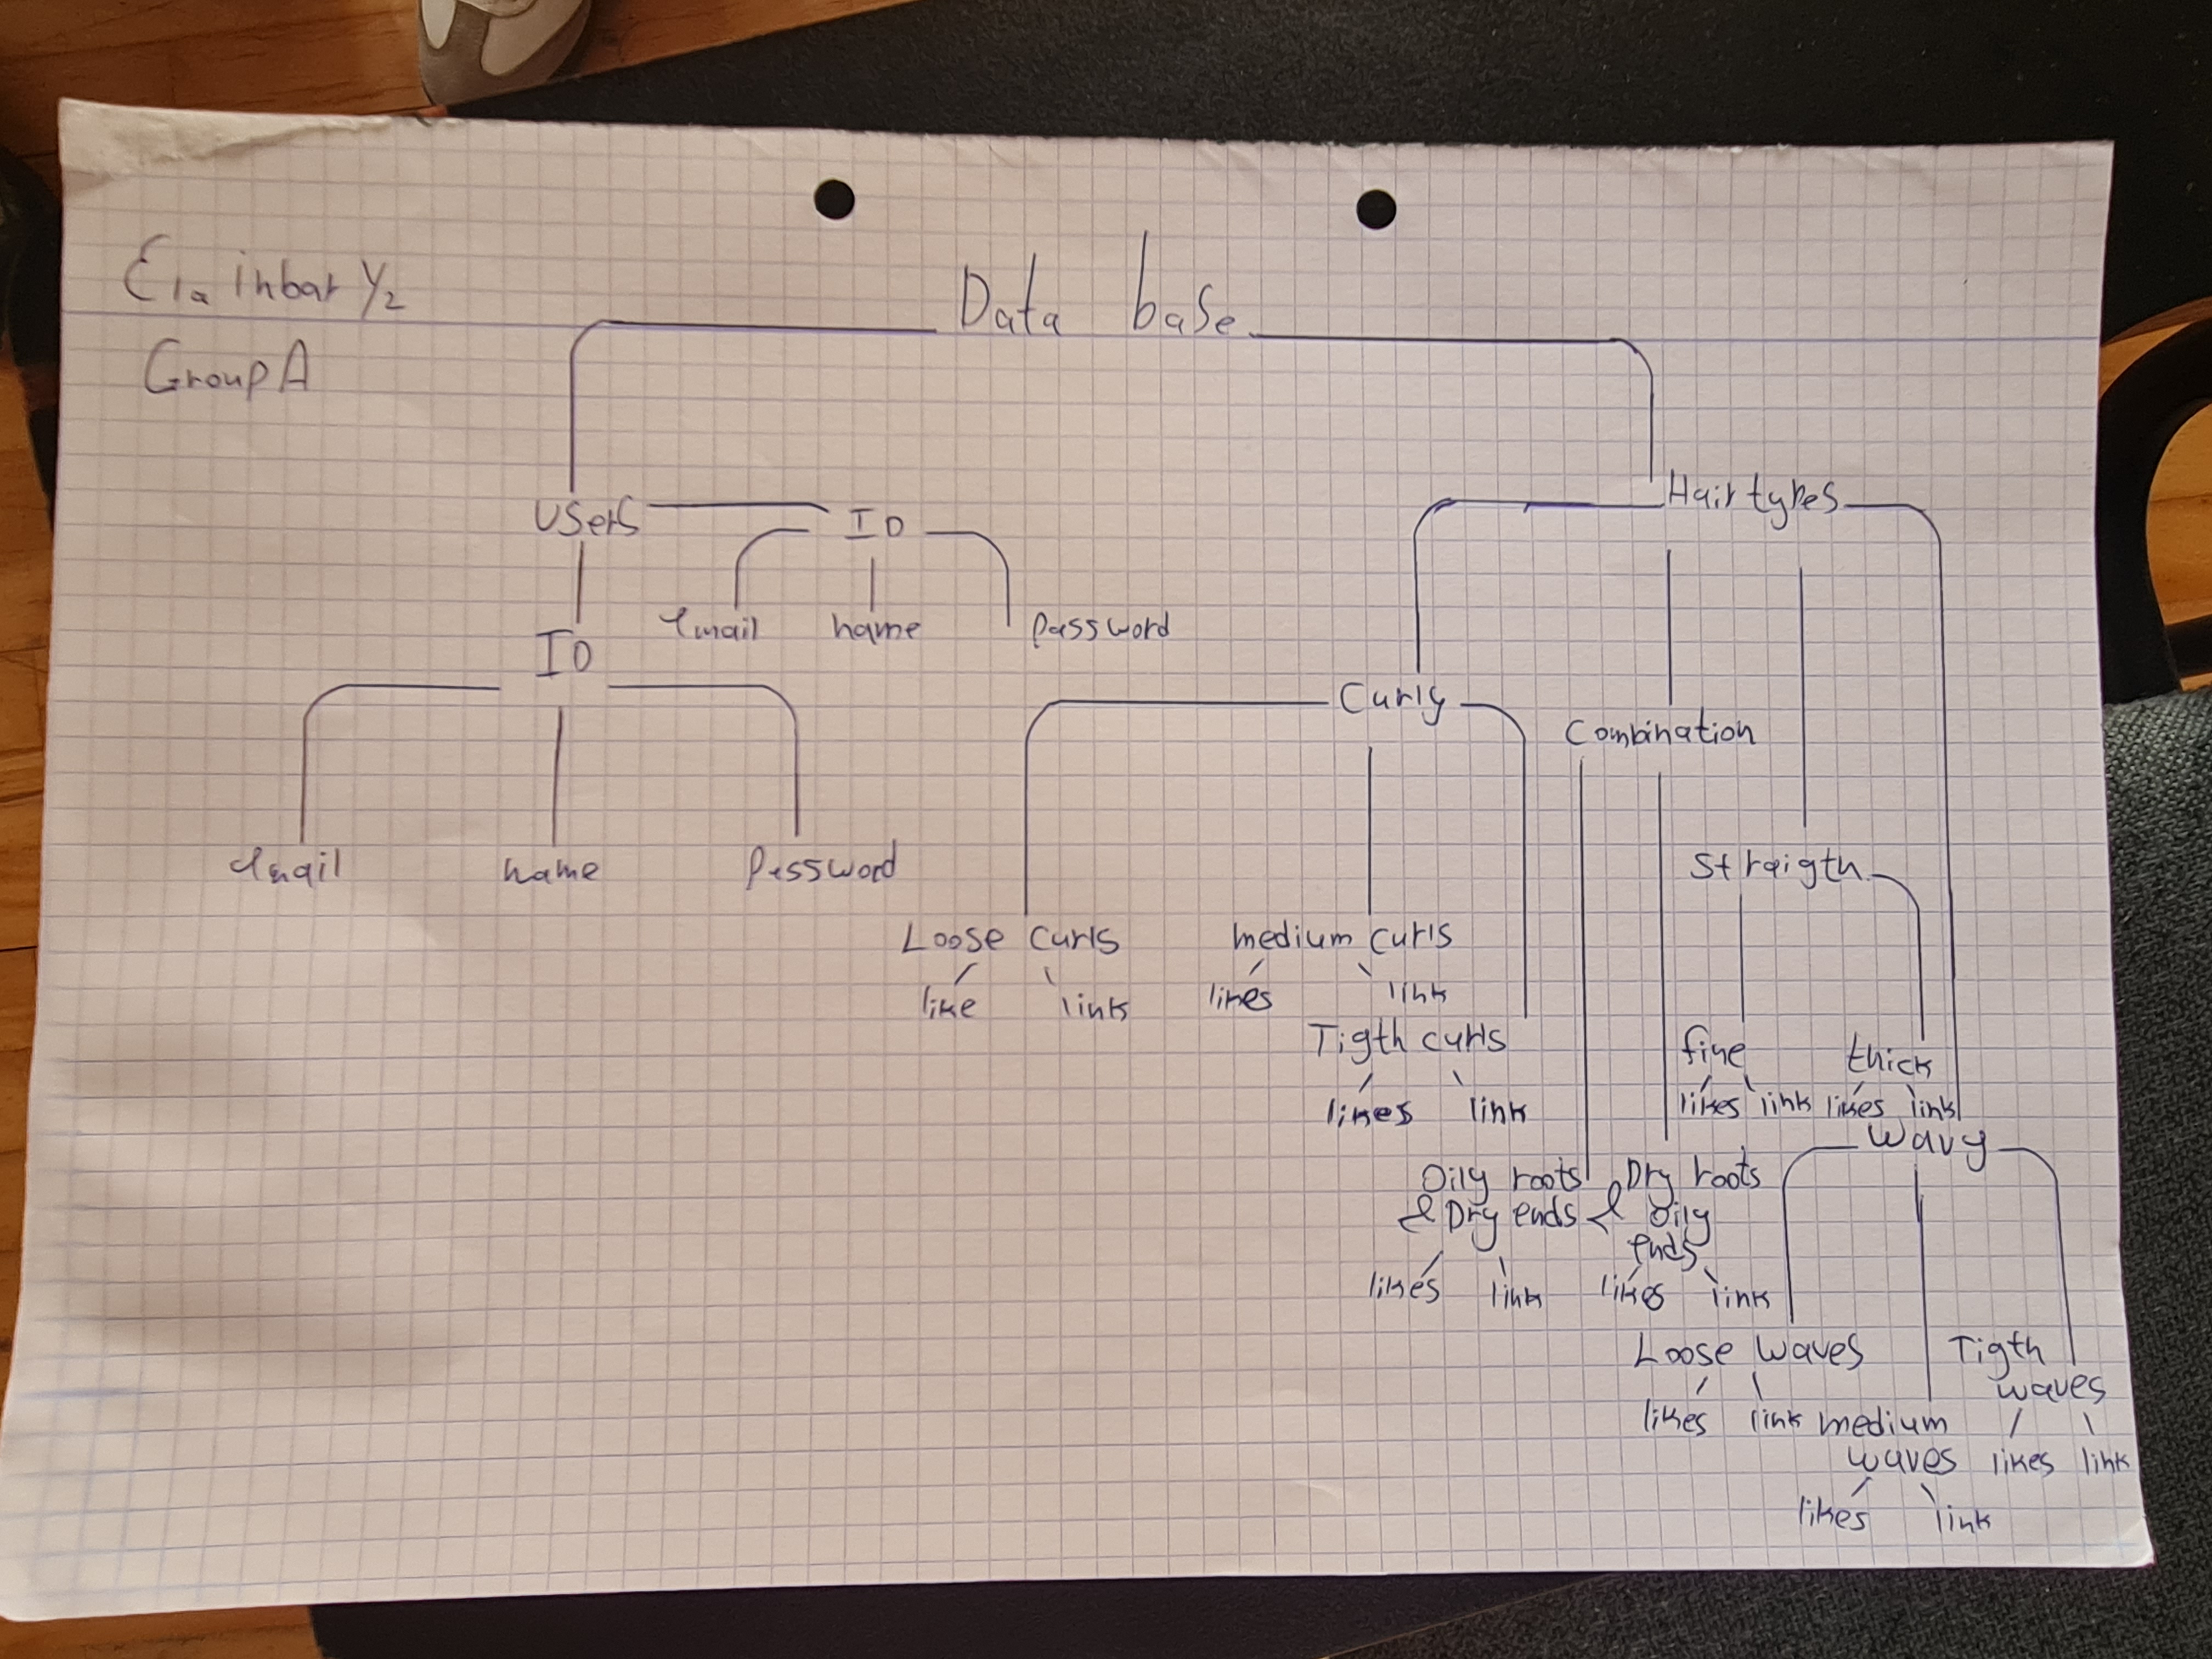 Ela inbar Y2
Group A
Data base
users
ID
email name password
ID
email name Password
Hair types
Curly
Loose curls
like link
medium curls
likes link
Tigth curls
likes link
Combination
Oily roots
& Dry ends
likes link
Dry roots
& oily
ends
likes link
Straigth
fine
likes link
thick
likes link
Wavy
Loose waves
likes link
medium
waves
likes link
Tigth
waves
likes link